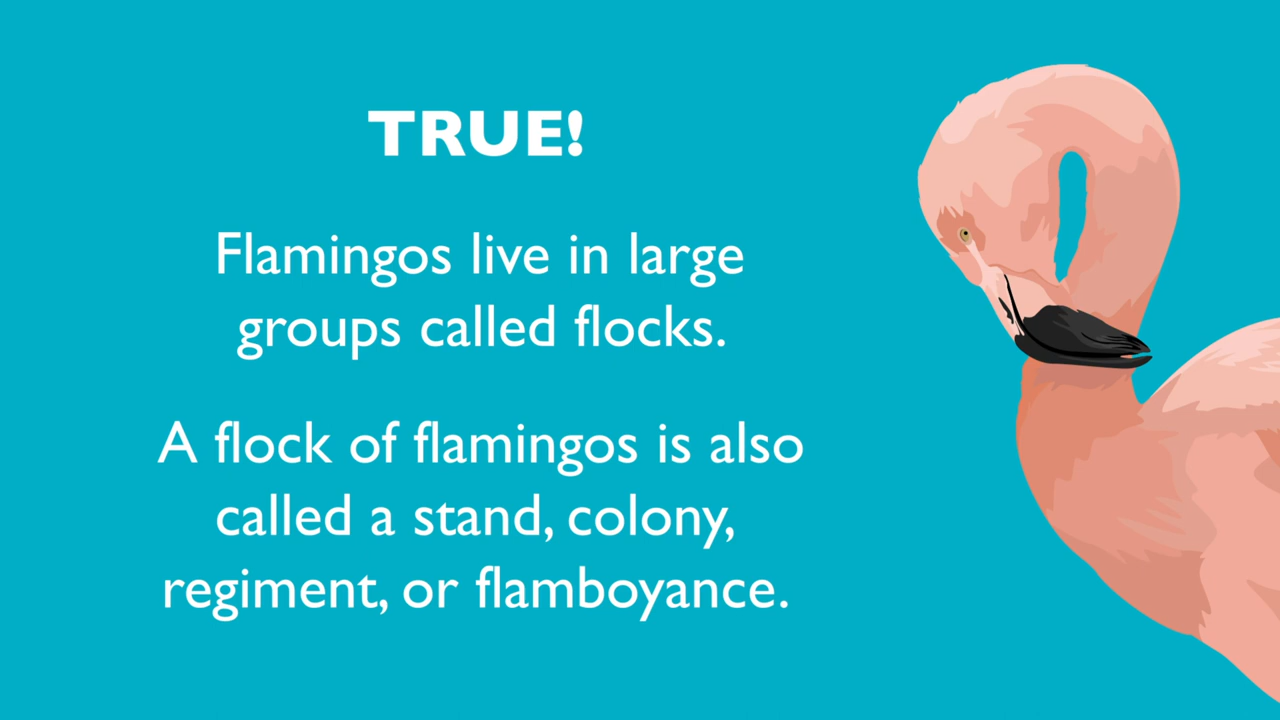 TRUE!
Flamingos live in large
groups called flocks.
A flock of flamingos is also
called a stand, colony,
regiment, or flamboyance.